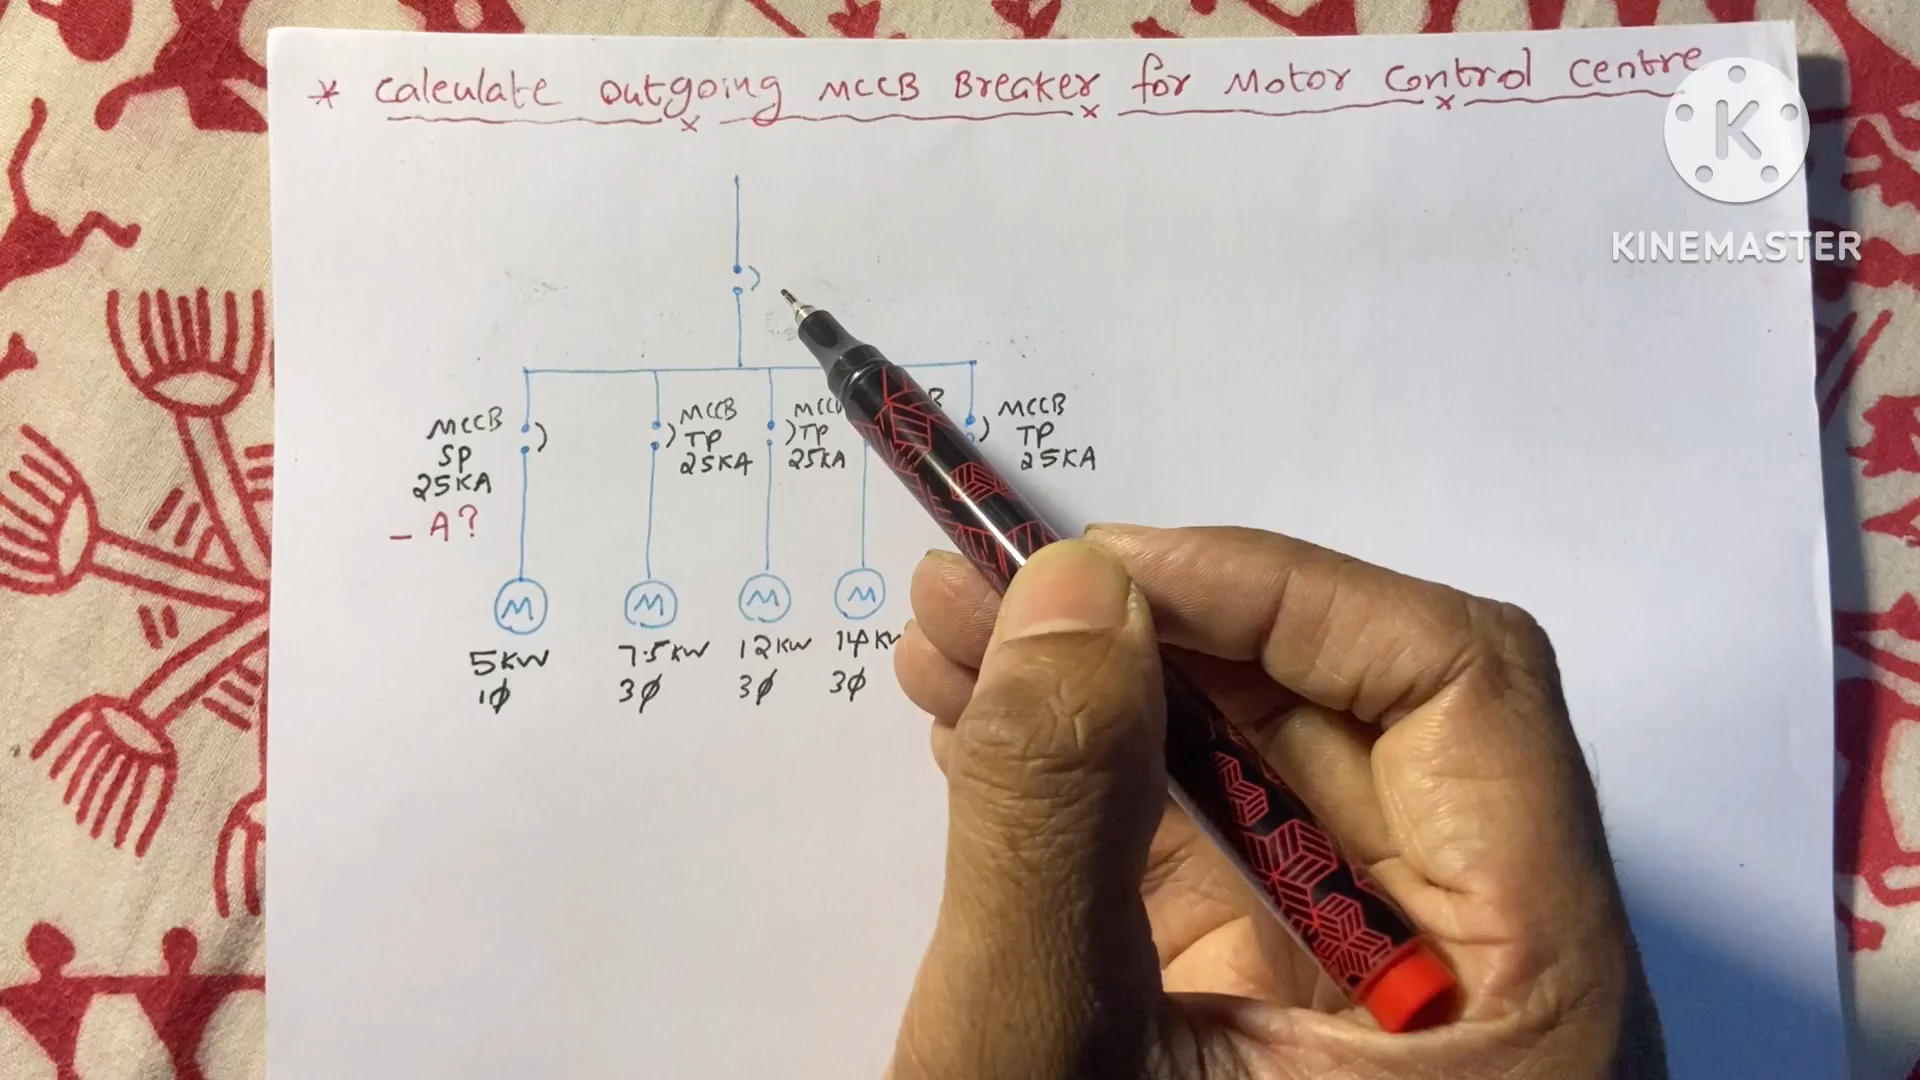 * Calculate outgoing MCCB Breaker for Motor Control Centre
K
KINEMASTER
MCCB
SP
25KA
- A?
MCCB
TP
25KA
TP
25KA
MCCB
TP
25KA
M
M
M
M
5KW
1ϕ
7.5KW
3ϕ
12KW
3ϕ
14KW
3ϕ